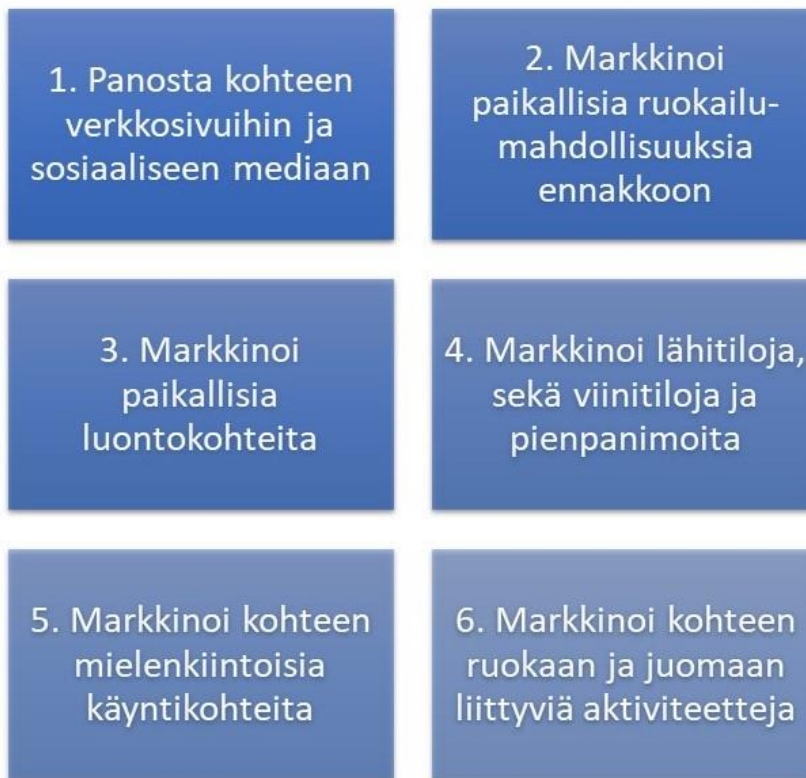 1. Panosta kohteen
verkkosivuihin ja
sosiaaliseen mediaan
2. Markkinoi
paikallisia ruokailu-
mahdollisuuksia
ennakkoon
3. Markkinoi
paikallisia
luontokohteita
4. Markkinoi lähitiloja,
sekä viinitiloja ja
pienpanimoita
5. Markkinoi kohteen
mielenkiintoisia
käyntikohteita
6. Markkinoi kohteen
ruokaan ja juomaan
liittyviä aktiviteetteja